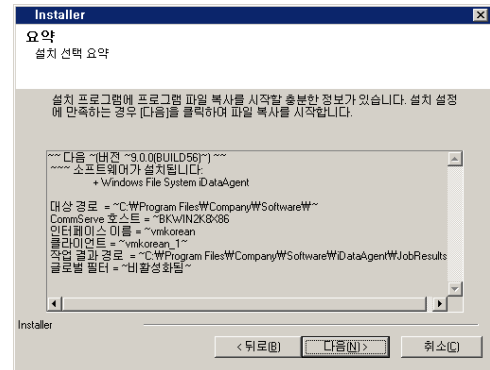 Installer
요약
설치 선택 요약
설치 프로그램에 프로그램 파일 복사를 시작할 충분한 정보가 있습니다. 설치 설정
에 만족하는 경우 [다음]을 클릭하며 파일 복사를 시작합니다.
~~ 다음 ~(버전 ~9.0.0(BUILD56)~) ~~
~~~ 소프트웨어가 설치됩니다:
+ Windows File System iDataAgent
대상 경로 = ~C:₩Program Files₩Company₩Software₩~
CommServe 호스트 = ~BKWIN2K8X86
인터페이스 이름 = ~vmkorean
클라이언트 = ~vmkorean_1~
작업 결과 경로 = ~C:₩Program Files₩Company₩Software₩iDataAgent₩JobResults
글로벌 필터 = ~비활성화됨~
Installer
< 뒤로(B)
다음(N) >
취소(C)